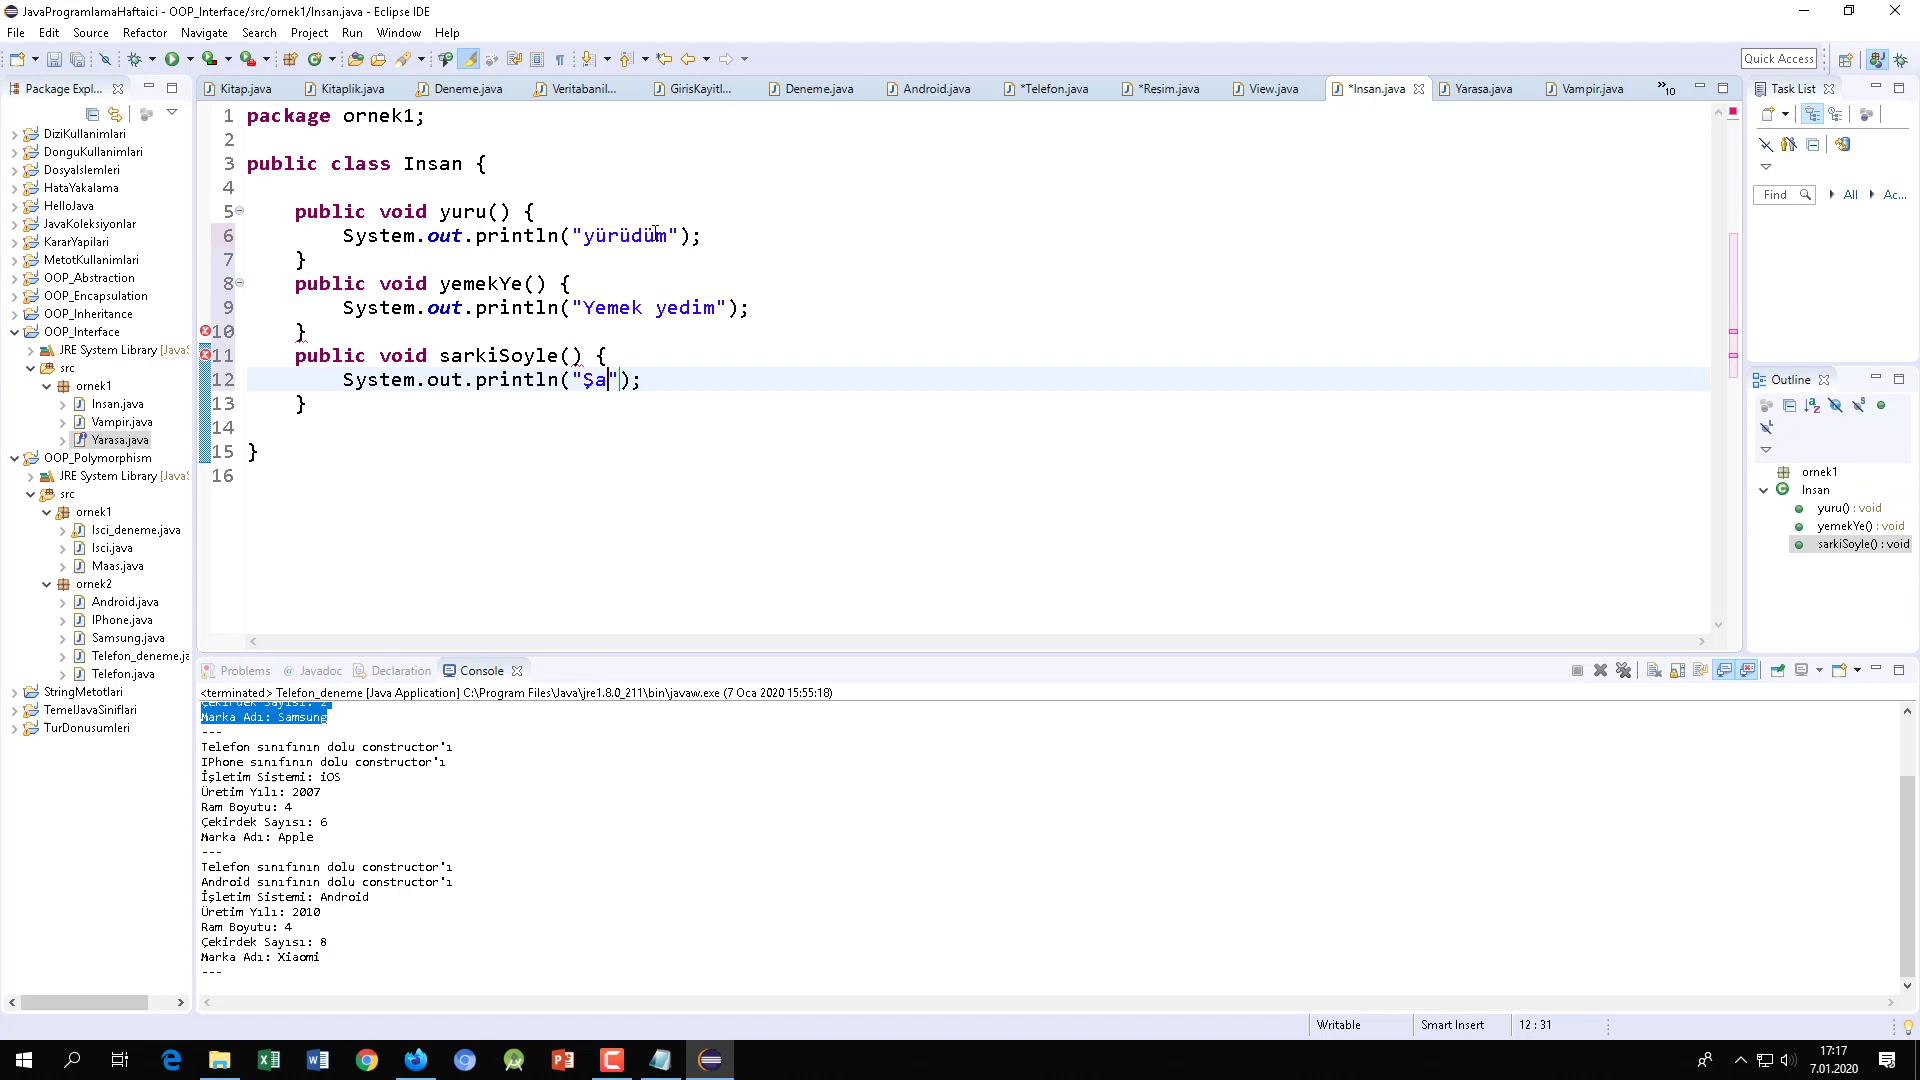 JavaProgramlamaHaftaici - OOP_Interface/src/ornek1/Insan.java - Eclipse IDE
File Edit Source Refactor Navigate Search Project Run Window Help
Quick Access
Package Expl...
Kitap.java Kitaplik.java Deneme.java Veritabanil... GirisKayitl... Deneme.java Android.java *Telefon.java *Resim.java View.java *Insan.java Yarasa.java Vampir.java »10
Task List
Find All Ac...
DiziKullanimlari
DonguKullanimlari
DosyaIslemleri
HataYakalama
HelloJava
JavaKoleksiyonlar
KararYapilari
MetotKullanimlari
OOP_Abstraction
OOP_Encapsulation
OOP_Inheritance
OOP_Interface
JRE System Library [JavaS
src
ornek1
Insan.java
Vampir.java
Yarasa.java
OOP_Polymorphism
JRE System Library [JavaS
src
ornek1
Isci_deneme.java
Isci.java
Maas.java
ornek2
Android.java
IPhone.java
Samsung.java
Telefon_deneme.ja
Telefon.java
StringMetotlari
TemelJavaSiniflari
TurDonusumleri
1 package ornek1;
2
3 public class Insan {
4
5 public void yuru() {
6 System.out.println("yürüdüm");
7 }
8 public void yemekYe() {
9 System.out.println("Yemek yedim");
10 }
11 public void sarkiSoyle() {
12 System.out.println("Şa");
13 }
14
15 }
16
Outline
ornek1
Insan
yuru() : void
yemekYe() : void
sarkiSoyle() : void
Problems Javadoc Declaration Console
<terminated> Telefon_deneme [Java Application] C:\Program Files\Java\jre1.8.0_211\bin\javaw.exe (7 Oca 2020 15:55:18)
Çekirdek Sayısı: 2
Marka Adı: Samsung
---
Telefon sınıfının dolu constructor'ı
IPhone sınıfının dolu constructor'ı
İşletim Sistemi: iOS
Üretim Yılı: 2007
Ram Boyutu: 4
Çekirdek Sayısı: 6
Marka Adı: Apple
---
Telefon sınıfının dolu constructor'ı
Android sınıfının dolu constructor'ı
İşletim Sistemi: Android
Üretim Yılı: 2010
Ram Boyutu: 4
Çekirdek Sayısı: 8
Marka Adı: Xiaomi
---
Writable Smart Insert 12 : 31
17:17
7.01.2020